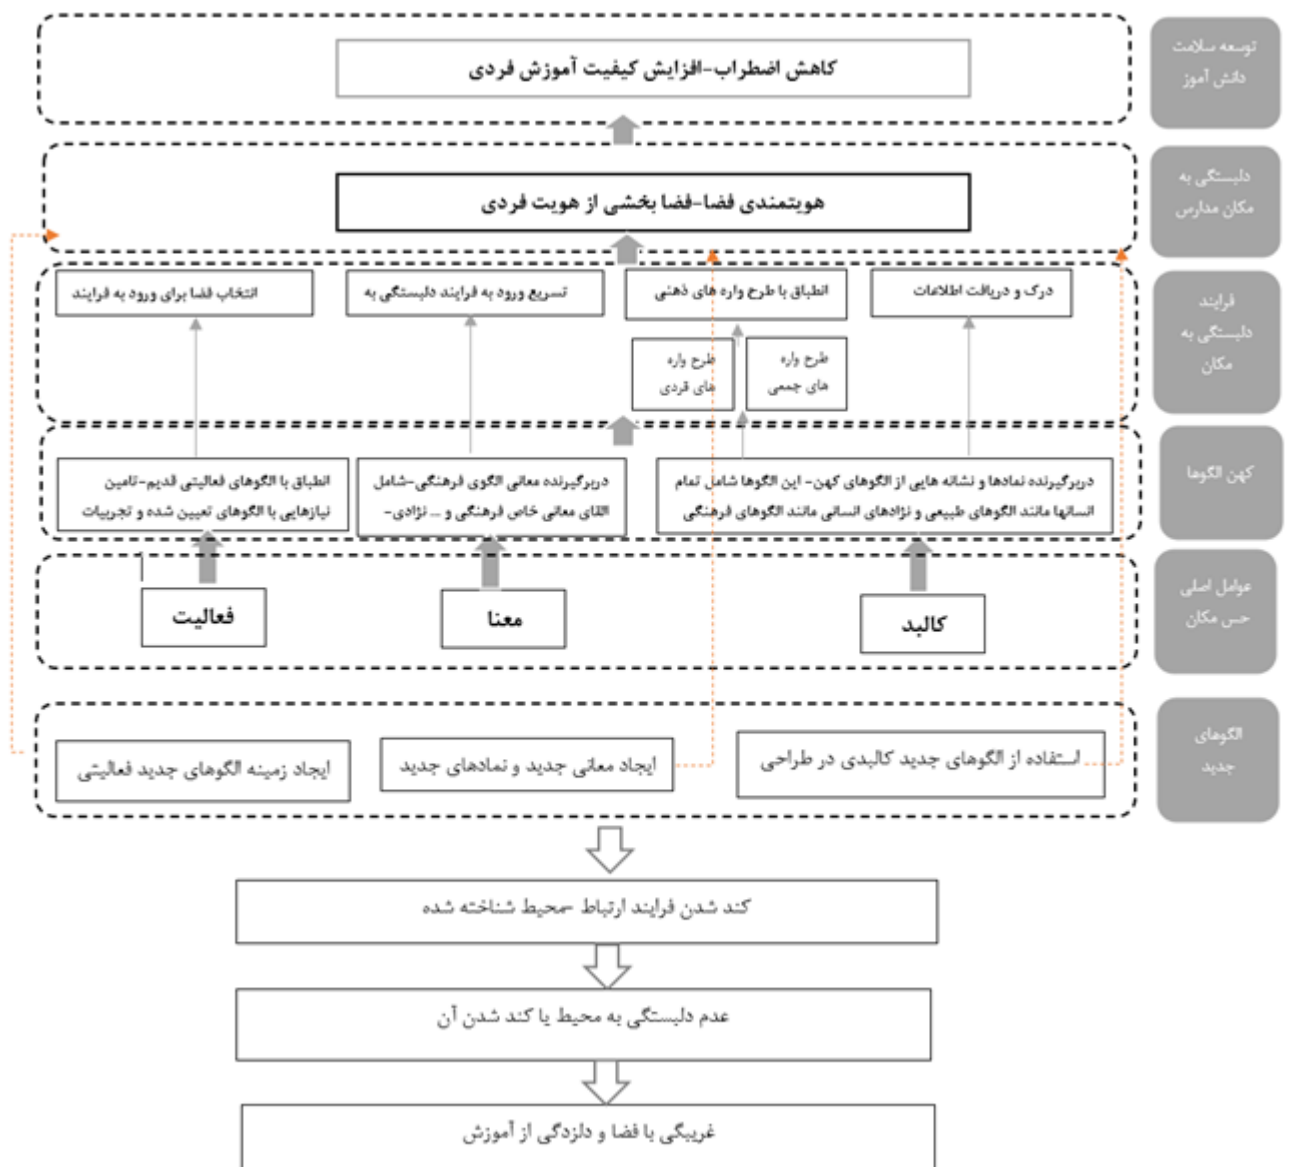 کاهش اضطراب-افزایش کیفیت آموزش فردی
توسعه سلامت
دانش آموز
هویتمندی فضا-فضا بخشی از هویت فردی
دلبستگی به
مکان مدارس
درک و دریافت اطلاعات
انطباق با طرح واره های ذهنی
تسریع ورود به فرایند دلبستگی به
انتخاب فضا برای ورود به فرایند
طرح واره
های جمعی
طرح واره
های فردی
فرایند
دلبستگی به
مکان
دربرگیرنده نمادها و نشانه هایی از الگوهای کهن- این الگوها شامل تمام
انسانها مانند الگوهای طبیعی و نژادهای انسانی مانند الگوهای فرهنگی
دربرگیرنده معانی الگوی فرهنگی-شامل
القای معانی خاص فرهنگی و ... نژادی-
انطباق با الگوهای فعالیتی قدیم-تامین
نیازهایی با الگوهای تعیین شده و تجربیات
کهن الگوها
کالبد
معنا
فعالیت
عوامل اصلی
حس مکان
استفاده از الگوهای جدید کالبدی در طراحی
ایجاد معانی جدید و نمادهای جدید
ایجاد زمینه الگوهای جدید فعالیتی
الگوهای
جدید
کند شدن فرایند ارتباط -محیط شناخته شده
عدم دلبستگی به محیط یا کند شدن آن
غریبگی با فضا و دلزدگی از آموزش